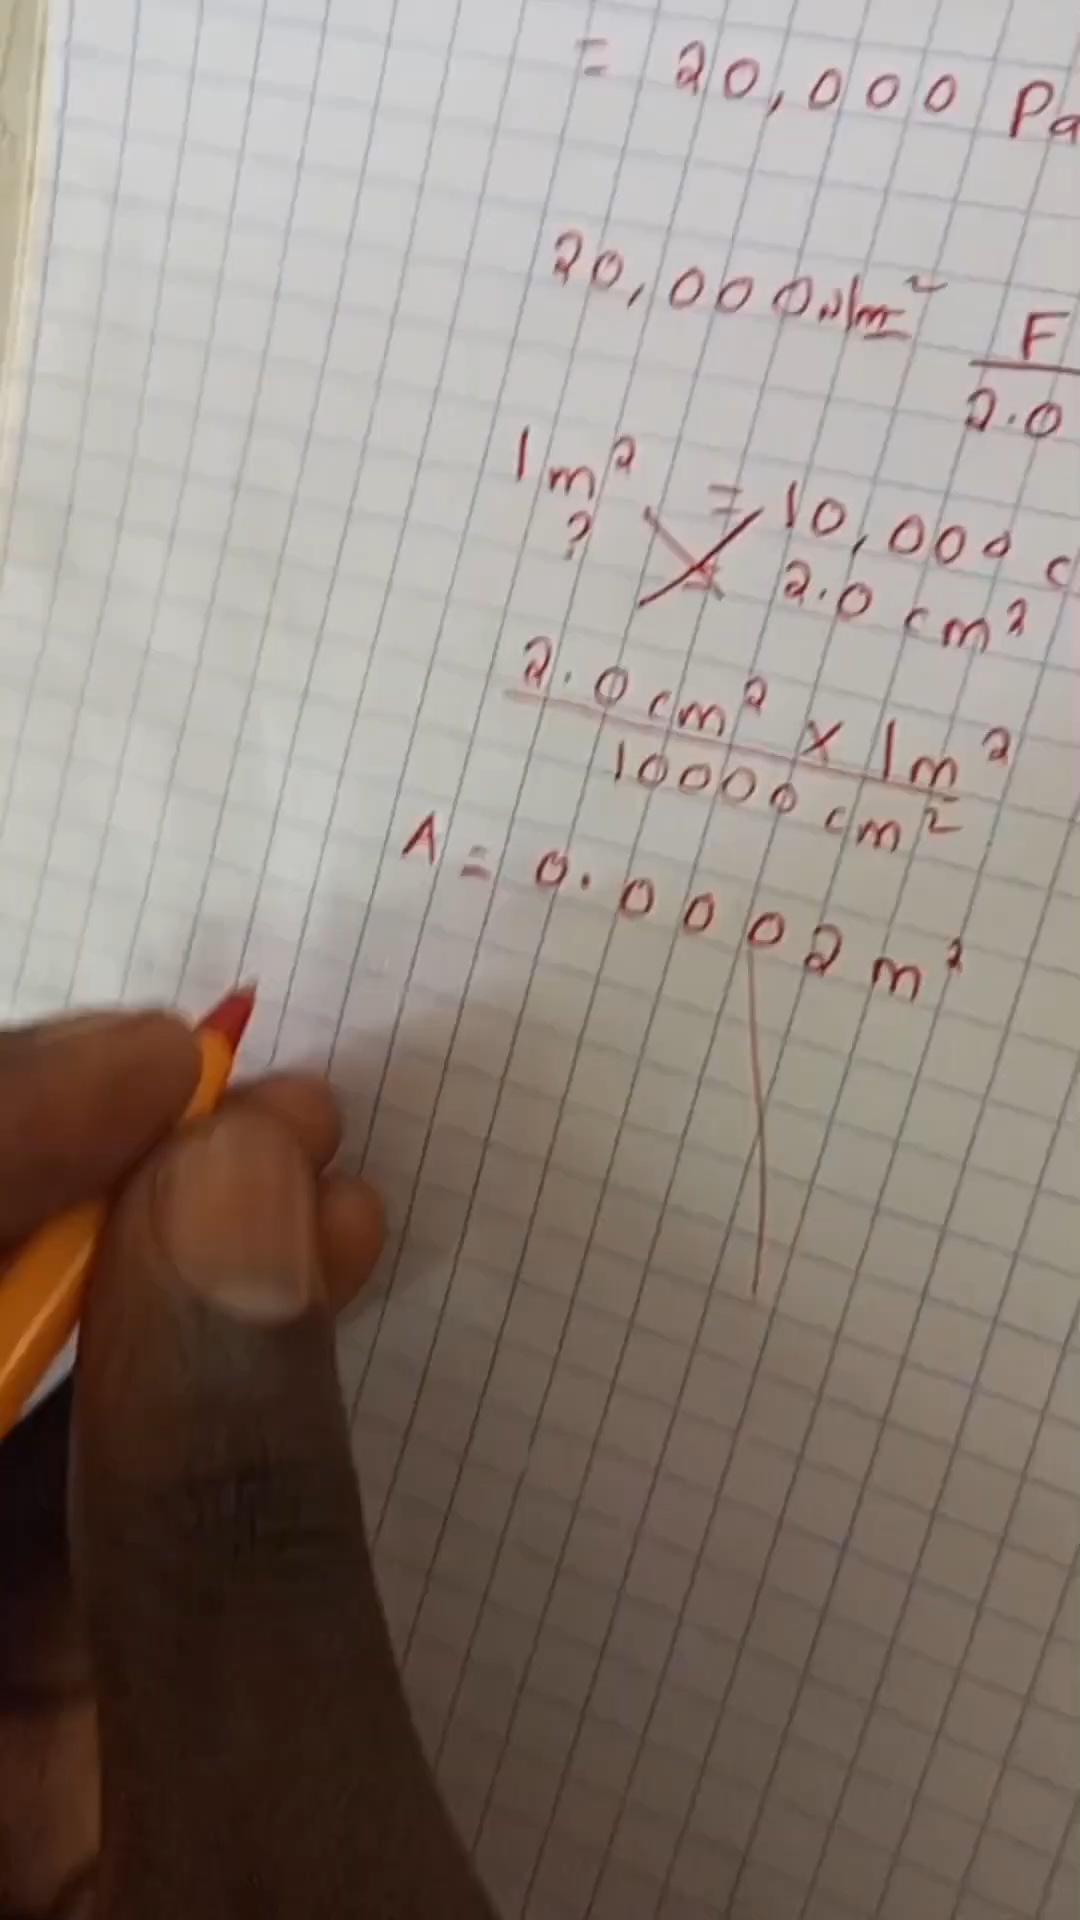 = 20,000 Pa
20,000 N/m² F/2.0
1m² = 10,000 c
? 2.0 cm²
2.0 cm² x 1m²
10000 cm²
A = 0.0002 m²